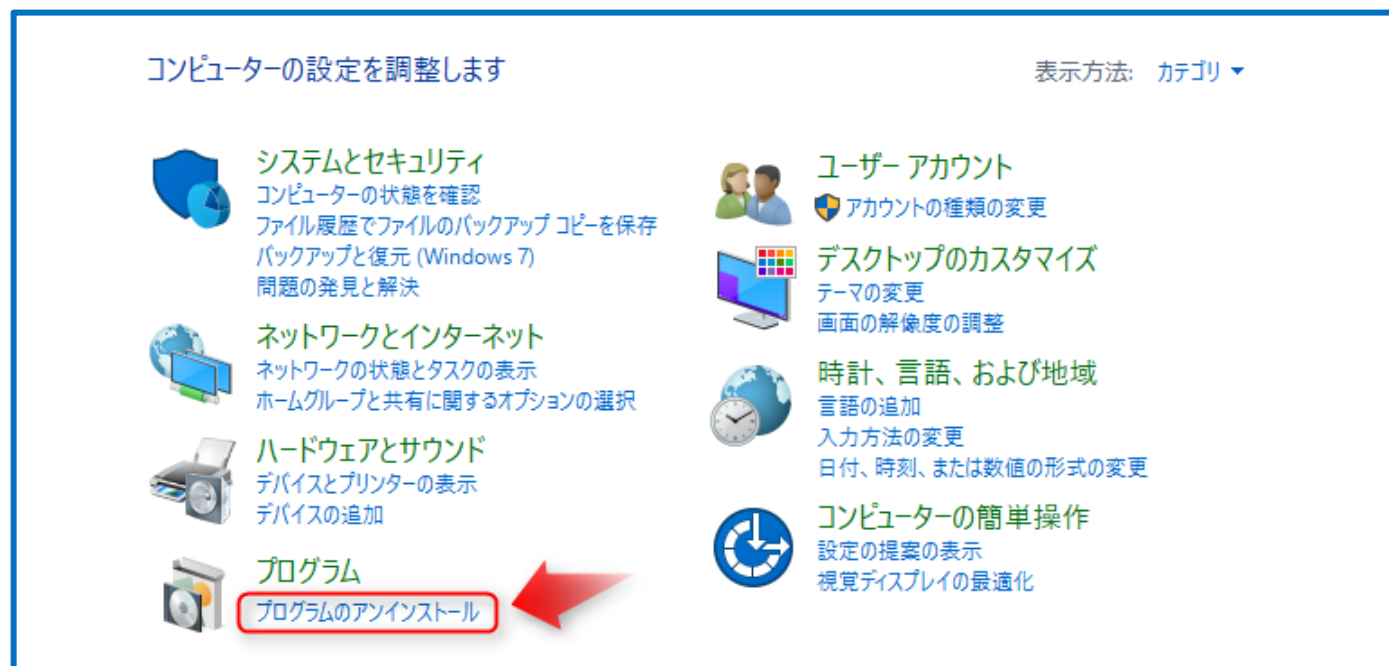 コンピューターの設定を調整します
表示方法: カテゴリ
システムとセキュリティ
コンピューターの状態を確認
ファイル履歴でファイルのバックアップ コピーを保存
バックアップと復元 (Windows 7)
問題の発見と解決
ネットワークとインターネット
ネットワークの状態とタスクの表示
ホームグループと共有に関するオプションの選択
ハードウェアとサウンド
デバイスとプリンターの表示
デバイスの追加
プログラム
プログラムのアンインストール
ユーザー アカウント
アカウントの種類の変更
デスクトップのカスタマイズ
テーマの変更
画面の解像度の調整
時計、言語、および地域
言語の追加
入力方法の変更
日付、時刻、または数値の形式の変更
コンピューターの簡単操作
設定の提案の表示
視覚ディスプレイの最適化